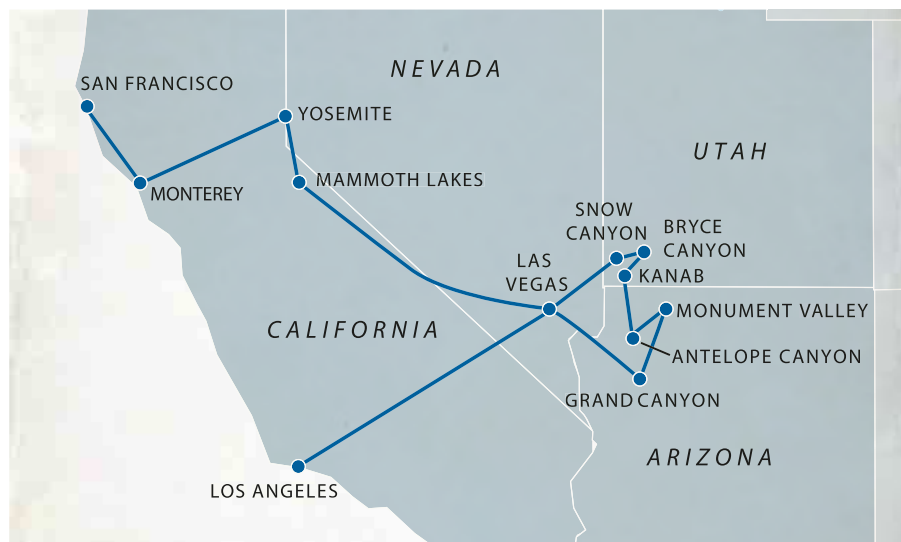 NEVADA
SAN FRANCISCO
YOSEMITE
UTAH
MAMMOTH LAKES
MONTEREY
SNOW
CANYON
BRYCE
CANYON
LAS
VEGAS
KANAB
MONUMENT VALLEY
CALIFORNIA
ANTELOPE CANYON
GRAND CANYON
ARIZONA
LOS ANGELES